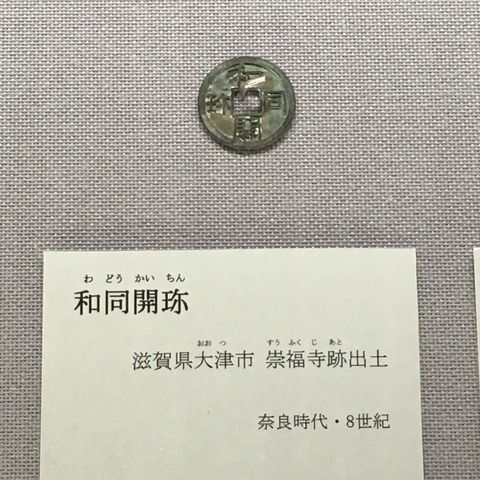 和同開珎
わ どう かい ちん
和同開珎
おおつ すうふくじ あと
滋賀県大津市 崇福寺跡出土
奈良時代・8世紀